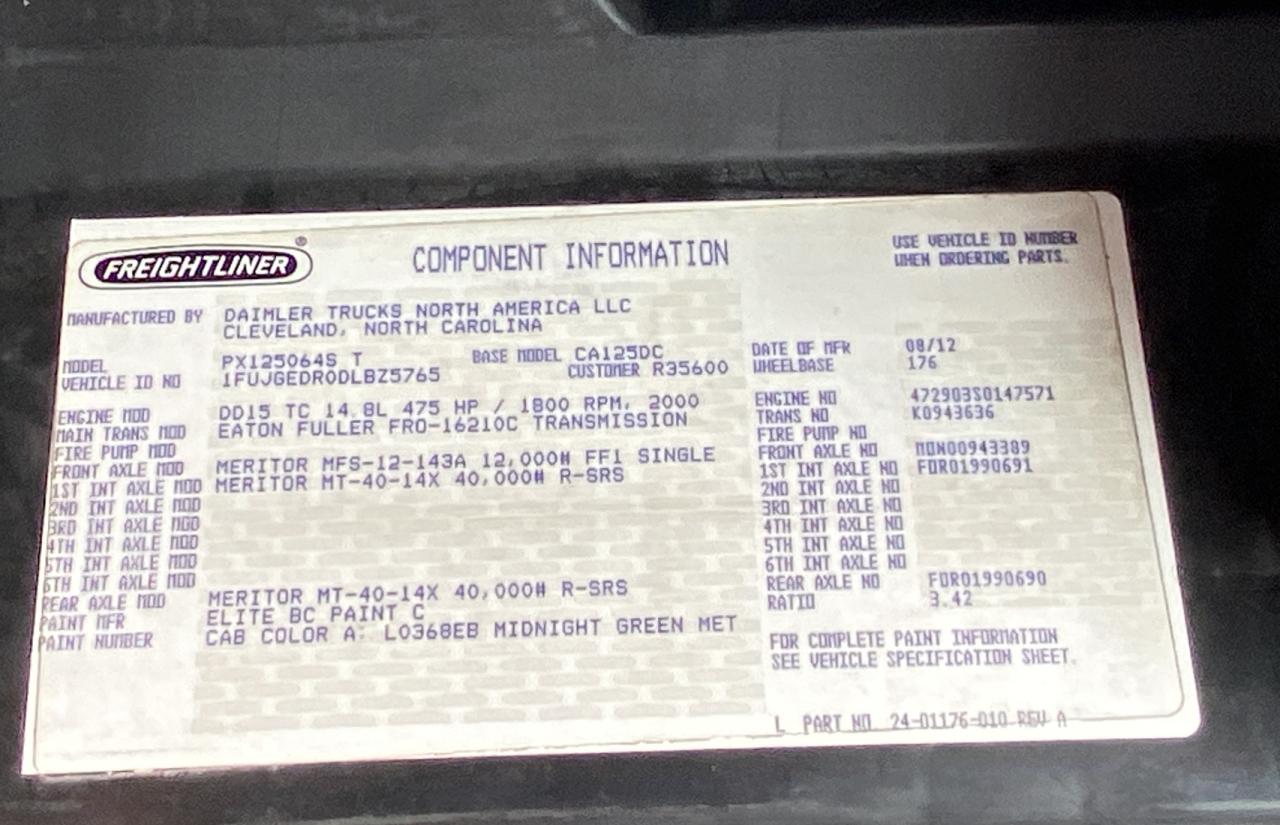 FREIGHTLINER ®
COMPONENT INFORMATION
USE VEHICLE ID NUMBER
WHEN ORDERING PARTS.
MANUFACTURED BY DAIMLER TRUCKS NORTH AMERICA LLC
CLEVELAND, NORTH CAROLINA
MODEL PX125064S T BASE MODEL CA125DC DATE OF MFR 08/12
VEHICLE ID NO 1FUJGEDR0DLBZ5765 CUSTOMER R35600 WHEELBASE 176
ENGINE MOD DD15 TC 14.8L 475 HP / 1800 RPM, 2000 ENGINE NO 472903S0147571
MAIN TRANS MOD EATON FULLER FRO-16210C TRANSMISSION TRANS NO K0943636
FIRE PUMP MOD FIRE PUMP NO
FRONT AXLE MOD MERITOR MFS-12-143A 12,000# FF1 SINGLE FRONT AXLE NO MON00943389
1ST INT AXLE MOD MERITOR MT-40-14X 40,000# R-SRS 1ST INT AXLE NO FOR01990691
2ND INT AXLE MOD 2ND INT AXLE NO
3RD INT AXLE MOD 3RD INT AXLE NO
4TH INT AXLE MOD 4TH INT AXLE NO
5TH INT AXLE MOD 5TH INT AXLE NO
6TH INT AXLE MOD 6TH INT AXLE NO
REAR AXLE MOD MERITOR MT-40-14X 40,000# R-SRS REAR AXLE NO FOR01990690
PAINT MFR ELITE BC PAINT C RATIO 3.42
PAINT NUMBER CAB COLOR A: L0368EB MIDNIGHT GREEN MET
FOR COMPLETE PAINT INFORMATION
SEE VEHICLE SPECIFICATION SHEET.
L PART NO 24-01176-010 REV A